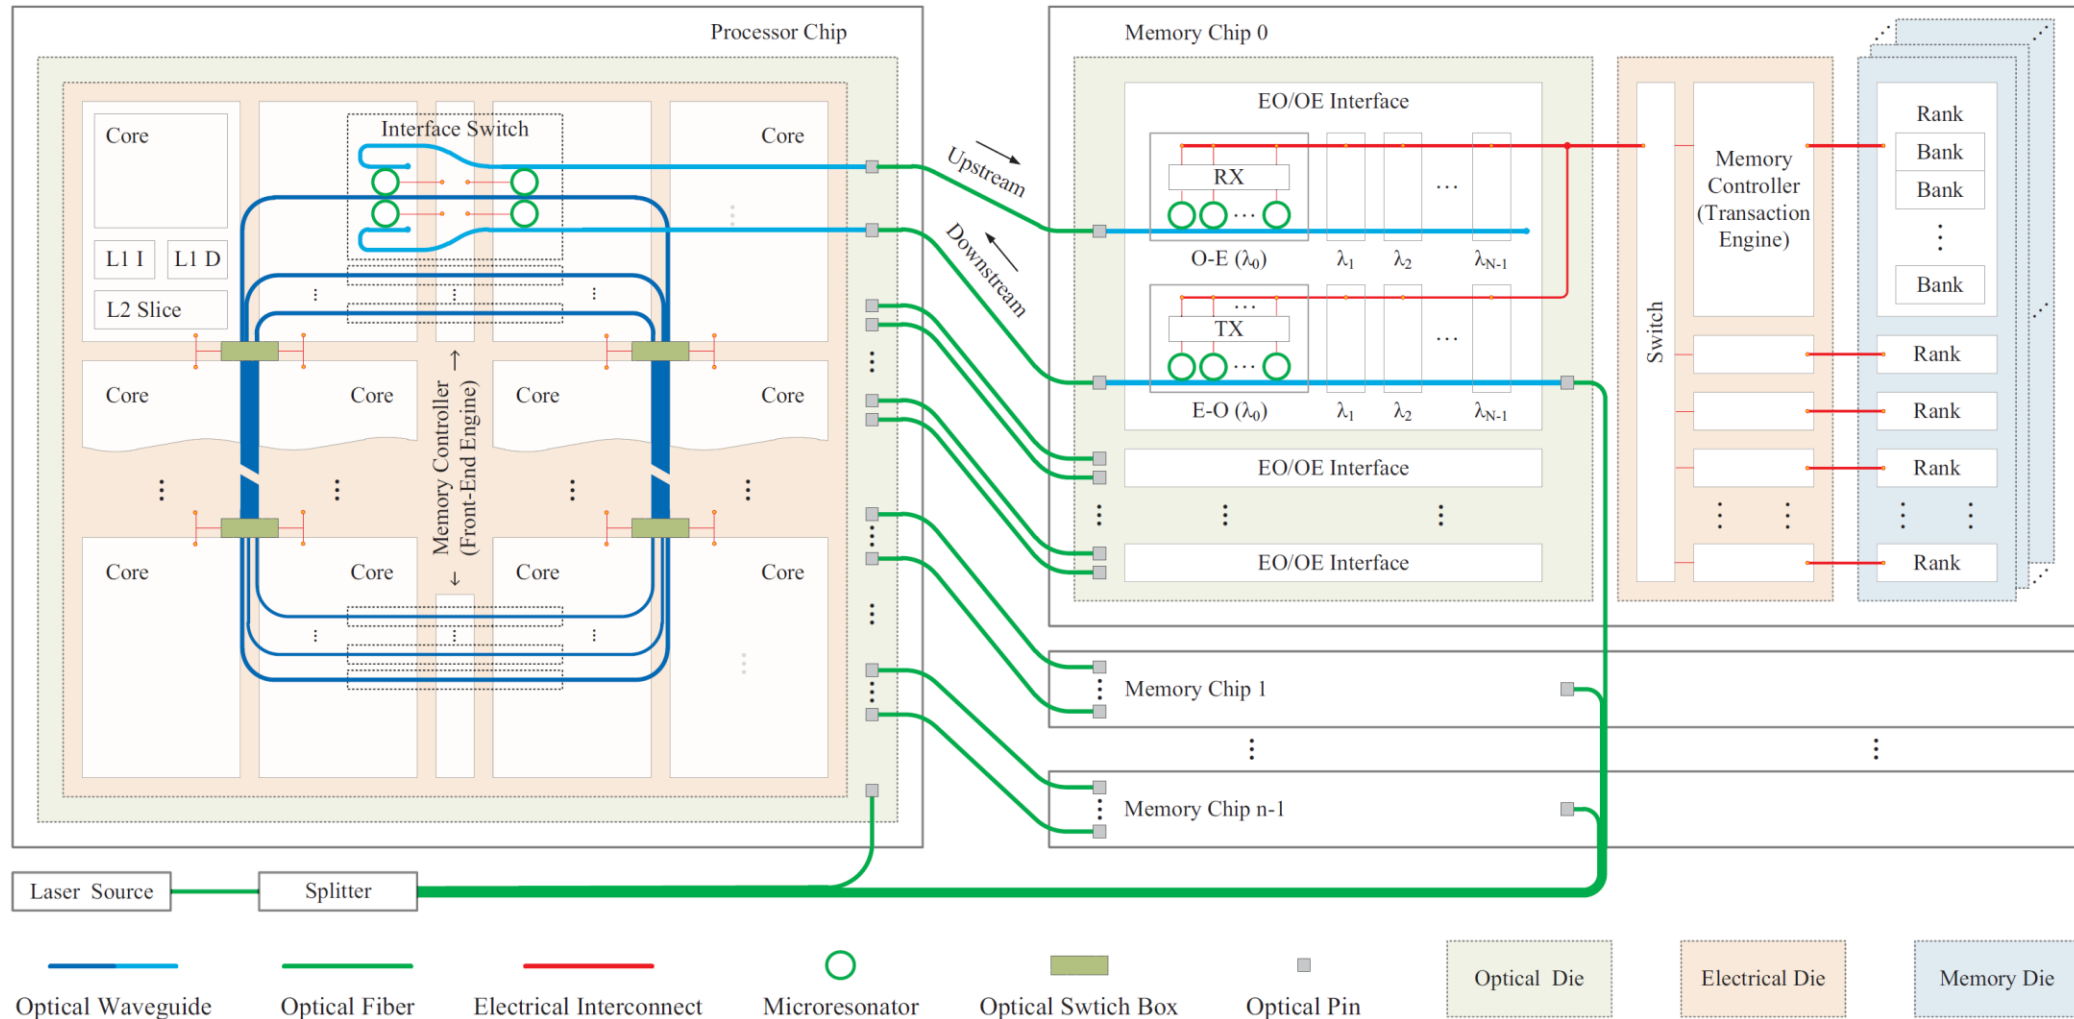 Processor Chip
Core
Interface Switch
Core
L1 I
L1 D
L2 Slice
Core
Core
Core
Core
Memory Controller
(Front-End Engine)
Core
Core
Core
Core
Upstream
Downstream
Memory Chip 0
EO/OE Interface
RX
...
...
O-E (λ0)
λ1
λ2
λN-1
...
TX
...
...
E-O (λ0)
λ1
λ2
λN-1
EO/OE Interface
EO/OE Interface
Switch
Memory
Controller
(Transaction
Engine)
Rank
Bank
Bank
Bank
Rank
Rank
Rank
Rank
Memory Chip 1
Memory Chip n-1
Laser Source
Splitter
Optical Waveguide
Optical Fiber
Electrical Interconnect
Microresonator
Optical Swtich Box
Optical Pin
Optical Die
Electrical Die
Memory Die